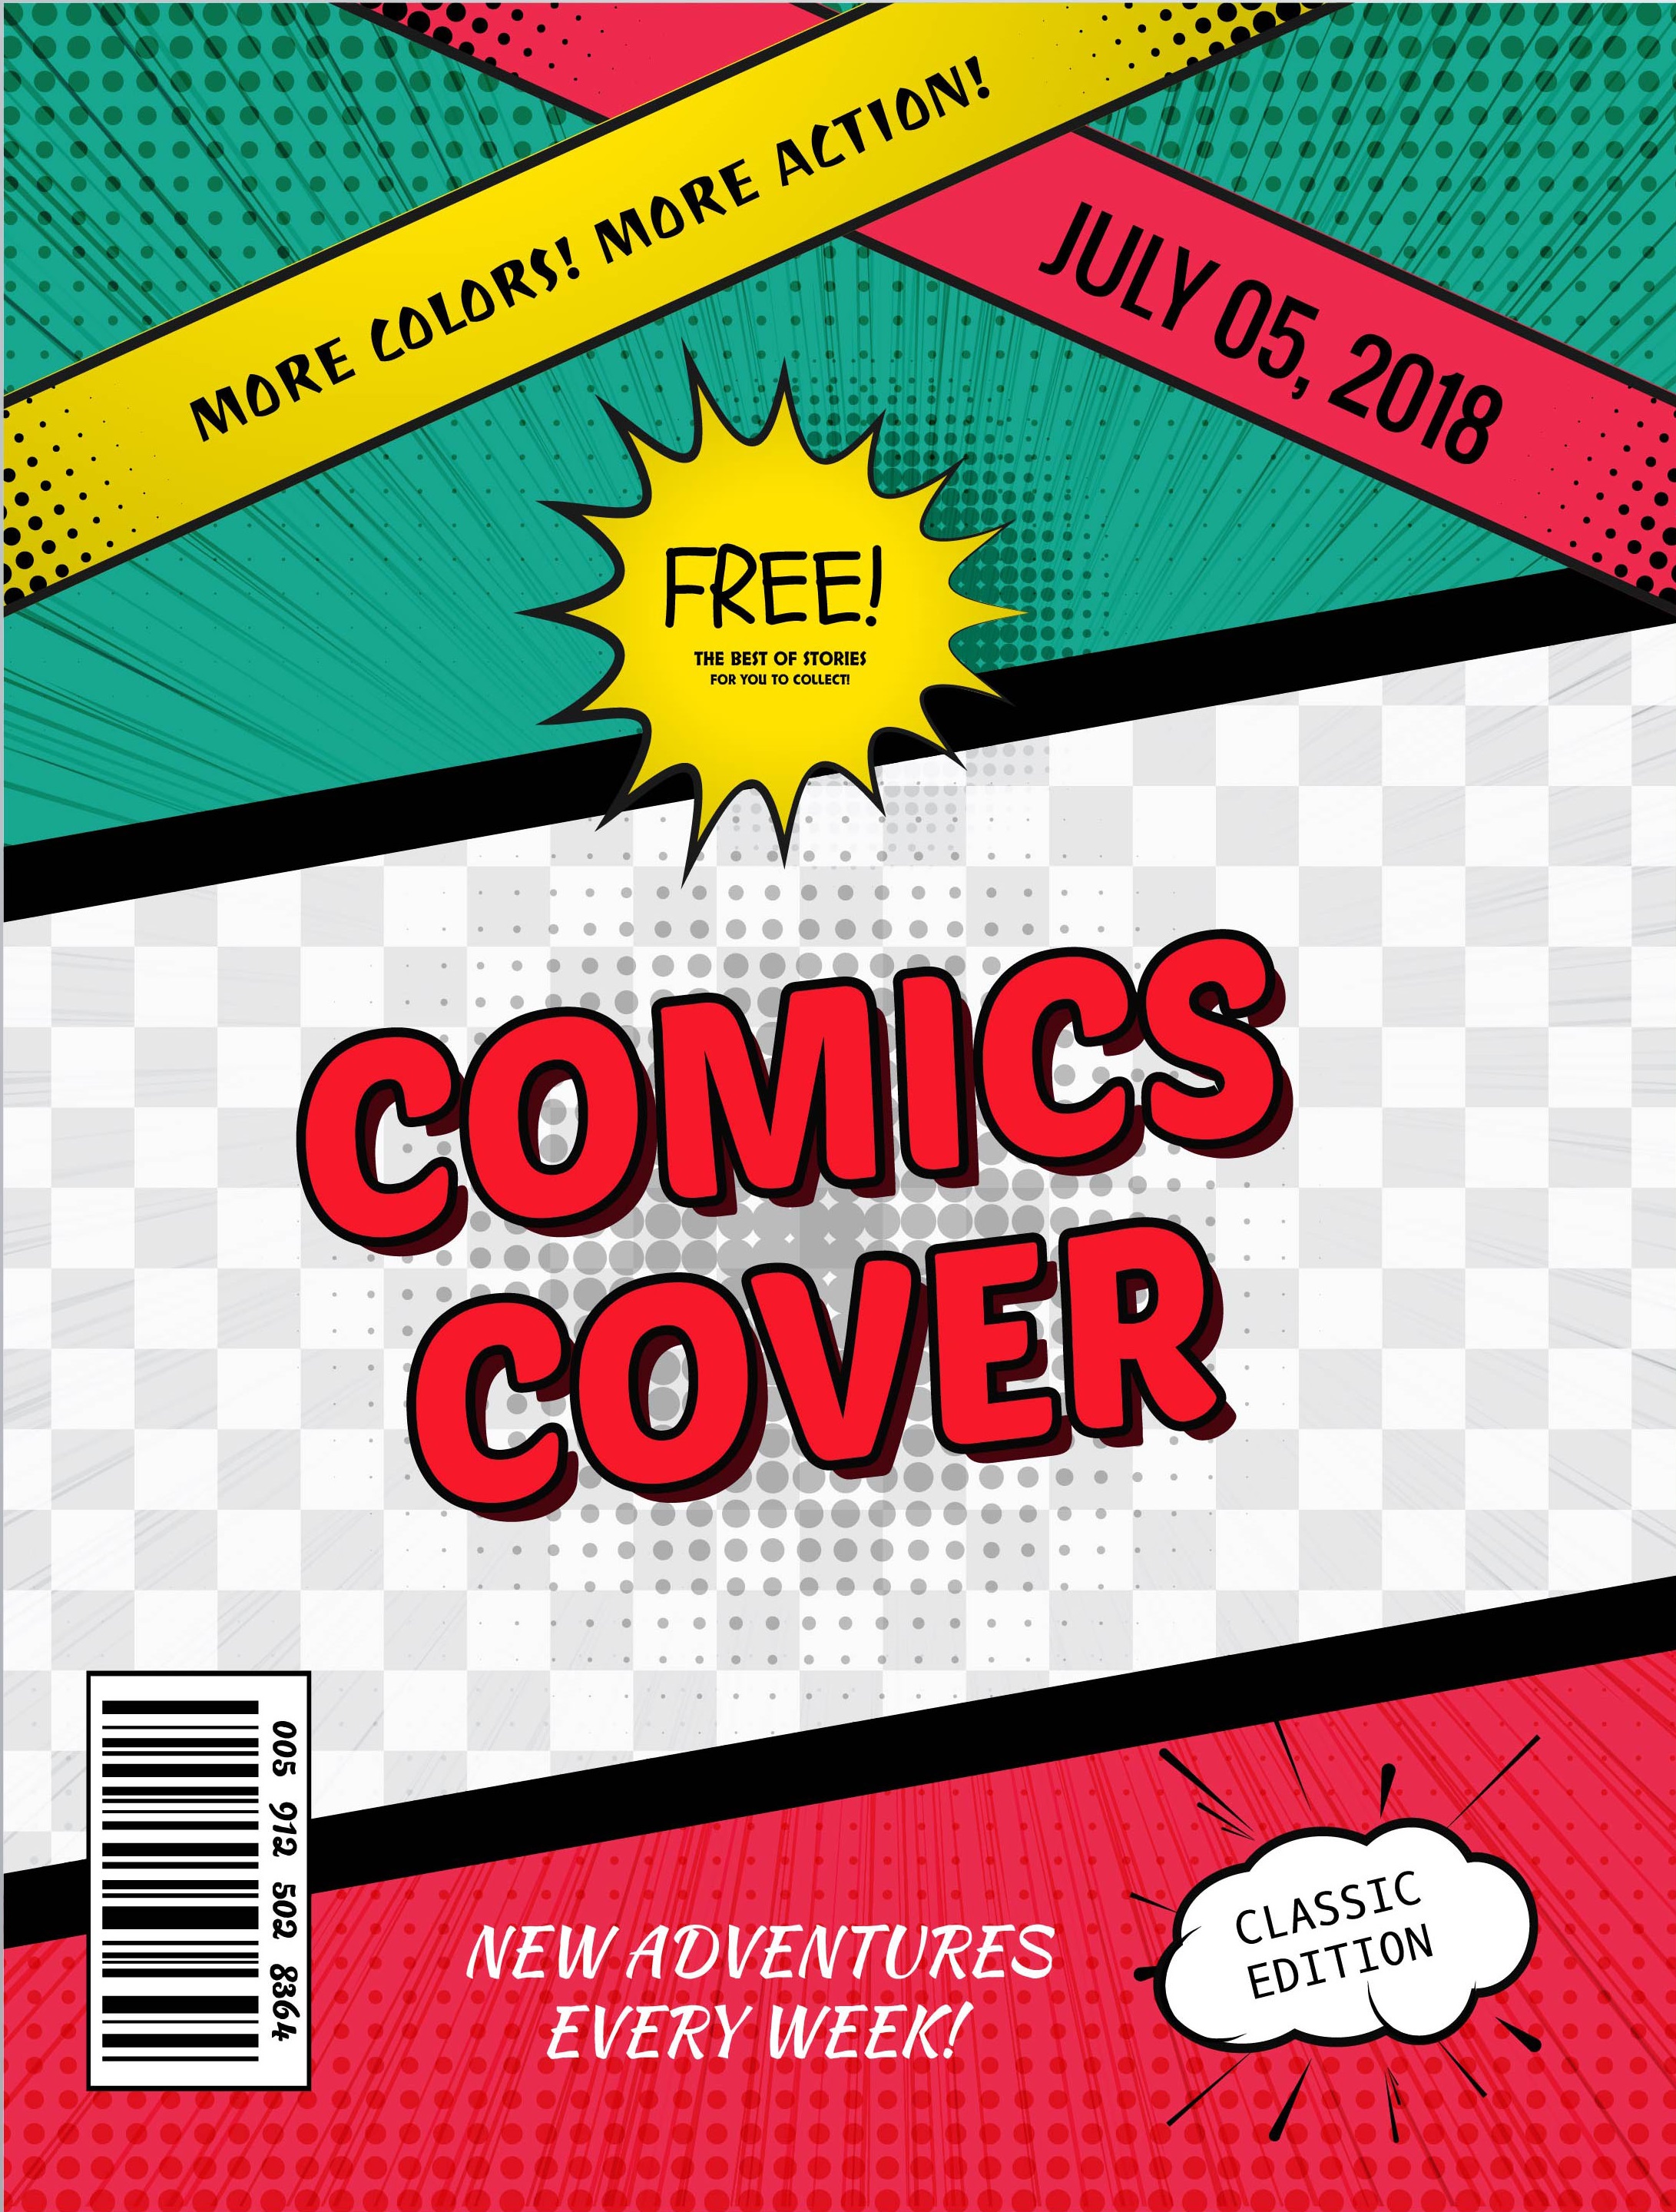 MORE COLORS! MORE ACTION!
JULY 05, 2018
FREE!
THE BEST OF STORIES
FOR YOU TO COLLECT!
COMICS
COVER
005 912 502 8364
NEW ADVENTURES
EVERY WEEK!
CLASSIC
EDITION